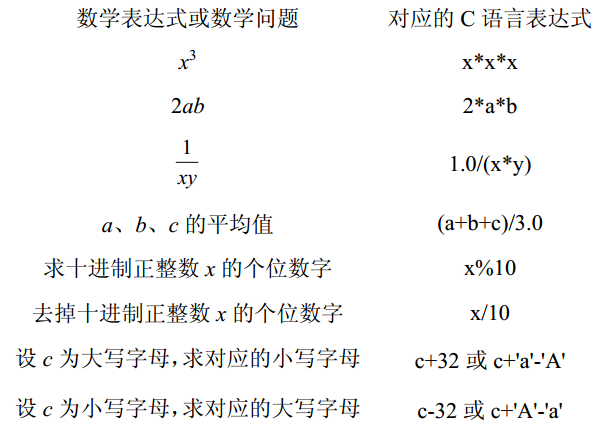 数学表达式或数学问题 对应的 C 语言表达式
x³ x*x*x
2ab 2*a*b
1/xy 1.0/(x*y)
a、b、c 的平均值 (a+b+c)/3.0
求十进制正整数 x 的个位数字 x%10
去掉十进制正整数 x 的个位数字 x/10
设 c 为大写字母,求对应的小写字母 c+32 或 c+'a'-'A'
设 c 为小写字母,求对应的大写字母 c-32 或 c+'A'-'a'